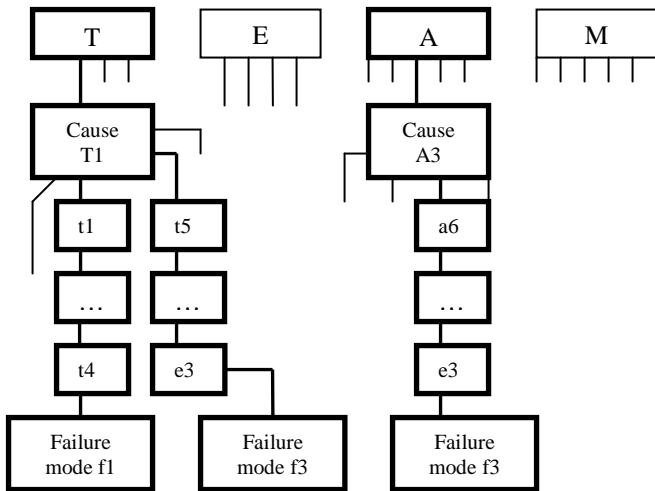 T
E
A
M
Cause
T1
Cause
A3
t1
t5
a6
...
...
...
t4
e3
e3
Failure
mode f1
Failure
mode f3
Failure
mode f3